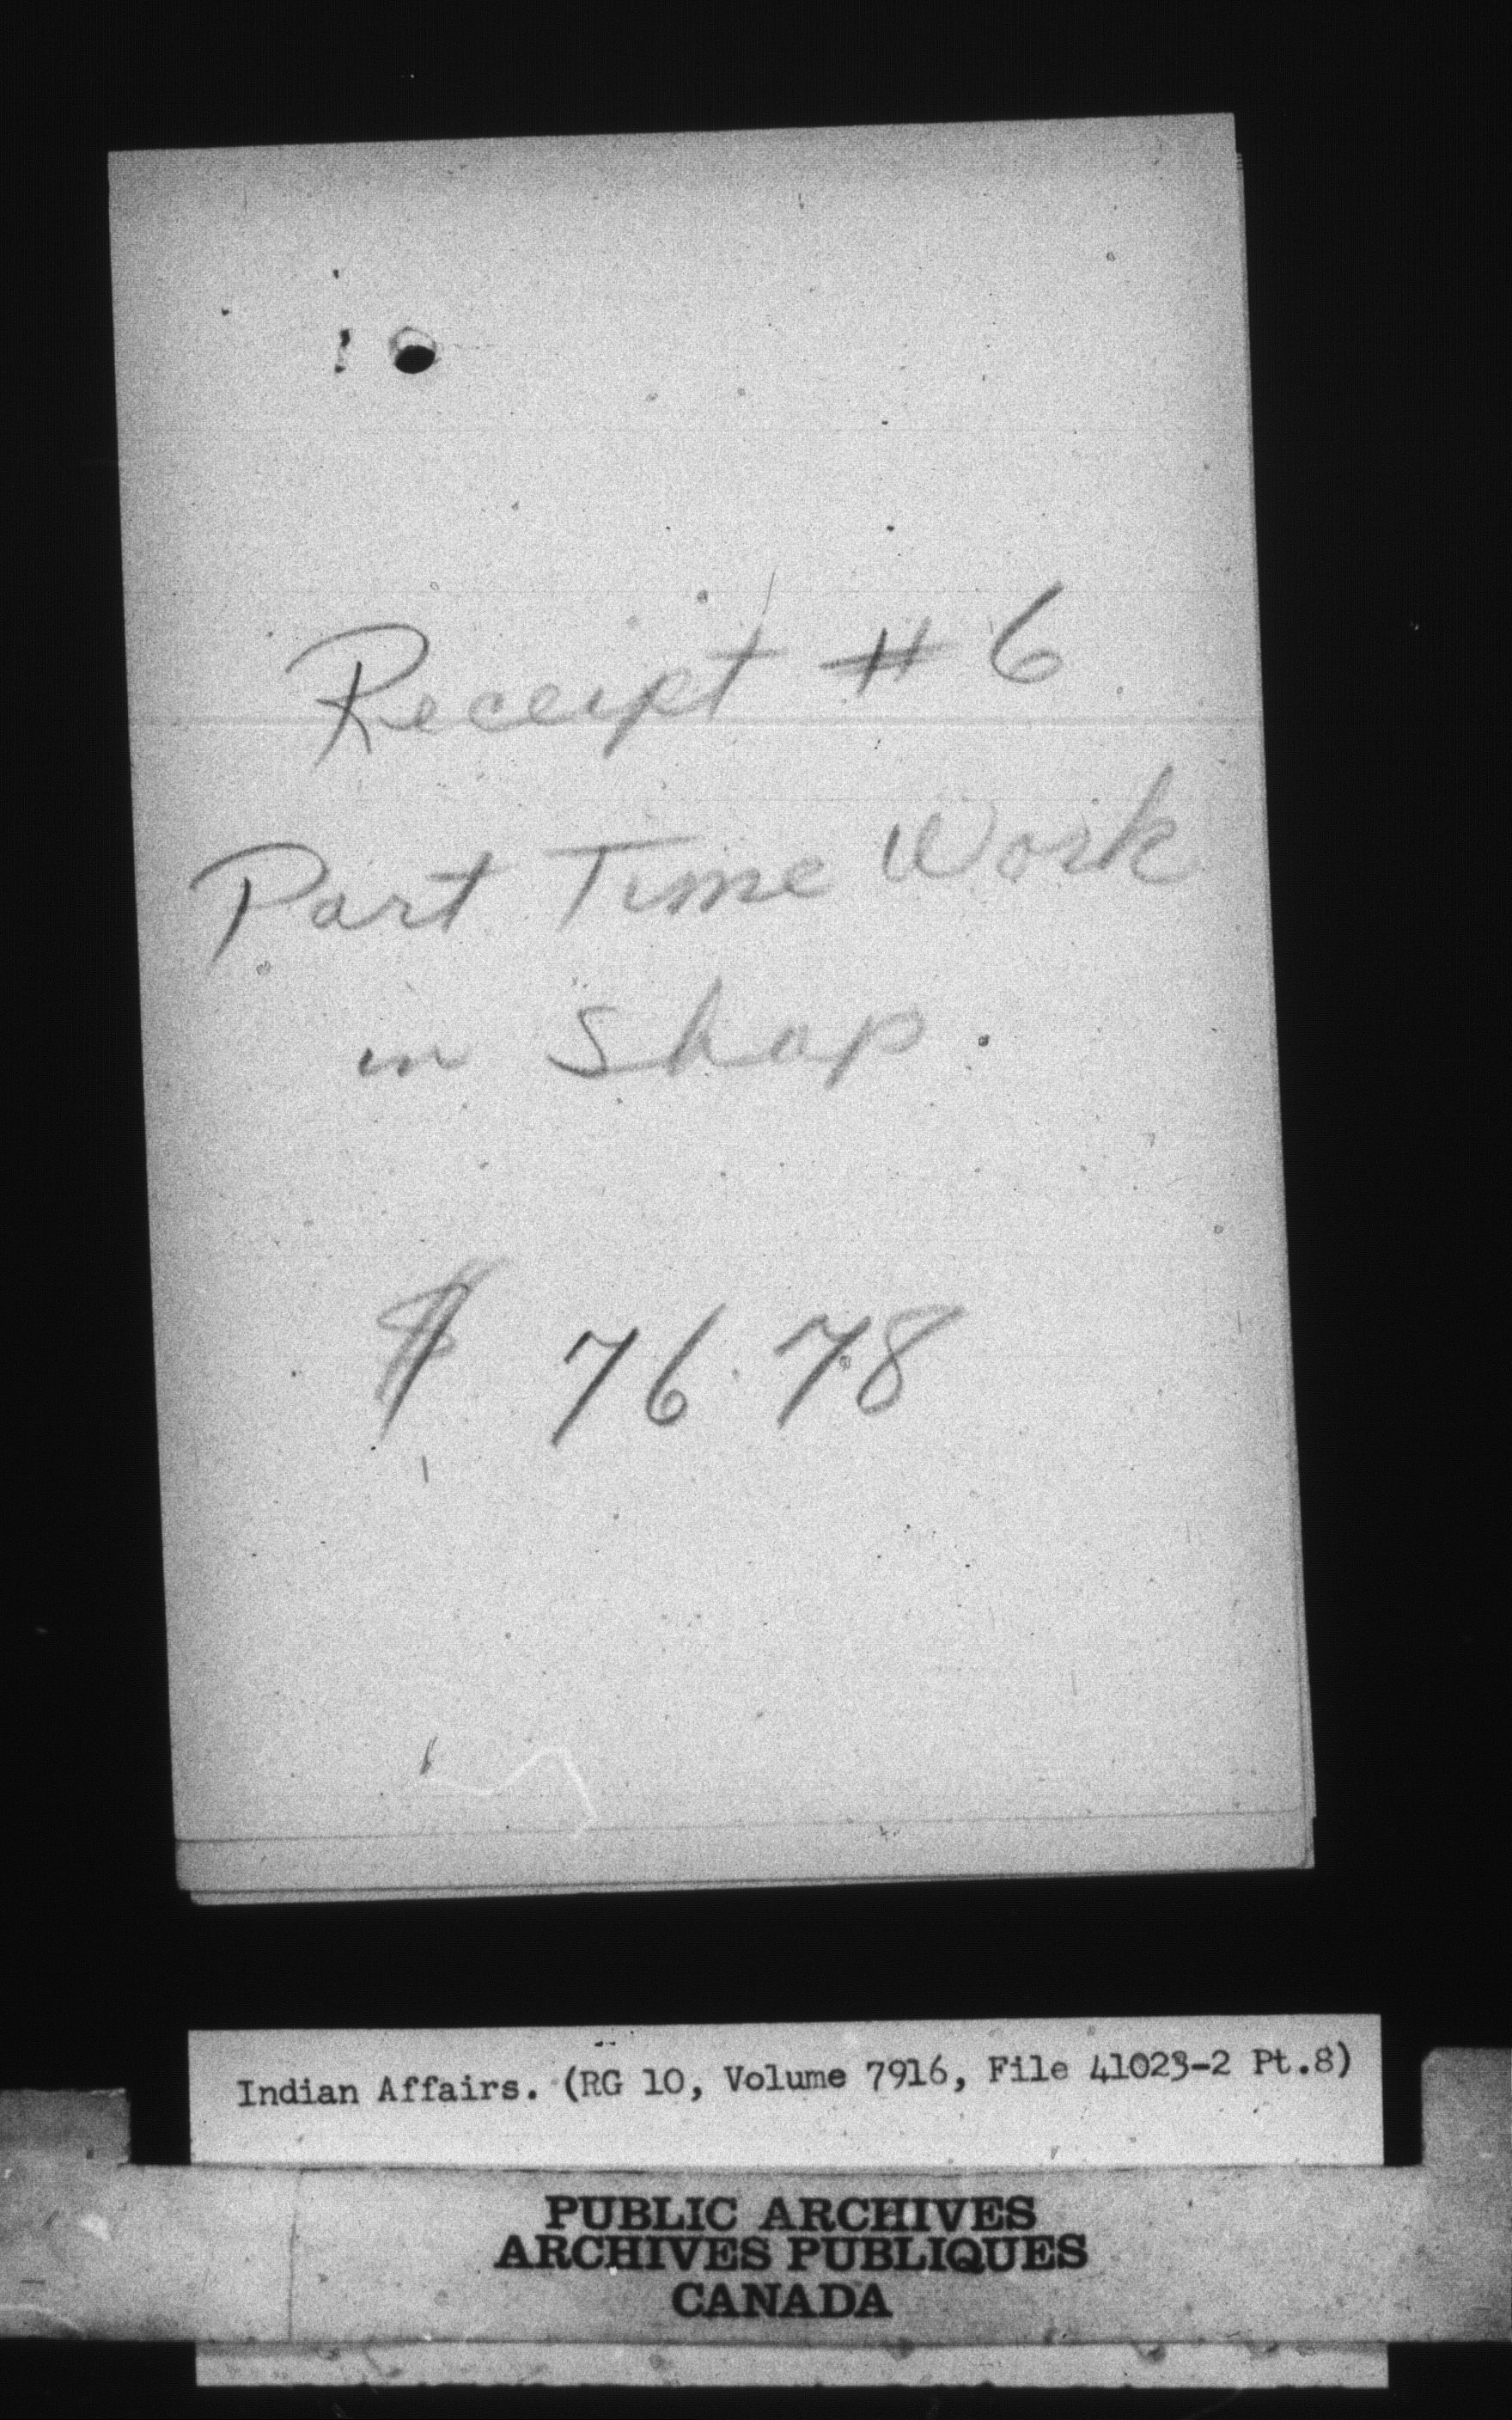 Receipt # 6
Part Time Work
in Shop.
$ 76.78
Indian Affairs. (RG 10, Volume 7916, File 41023-2 Pt.8)
PUBLIC ARCHIVES
ARCHIVES PUBLIQUES
CANADA